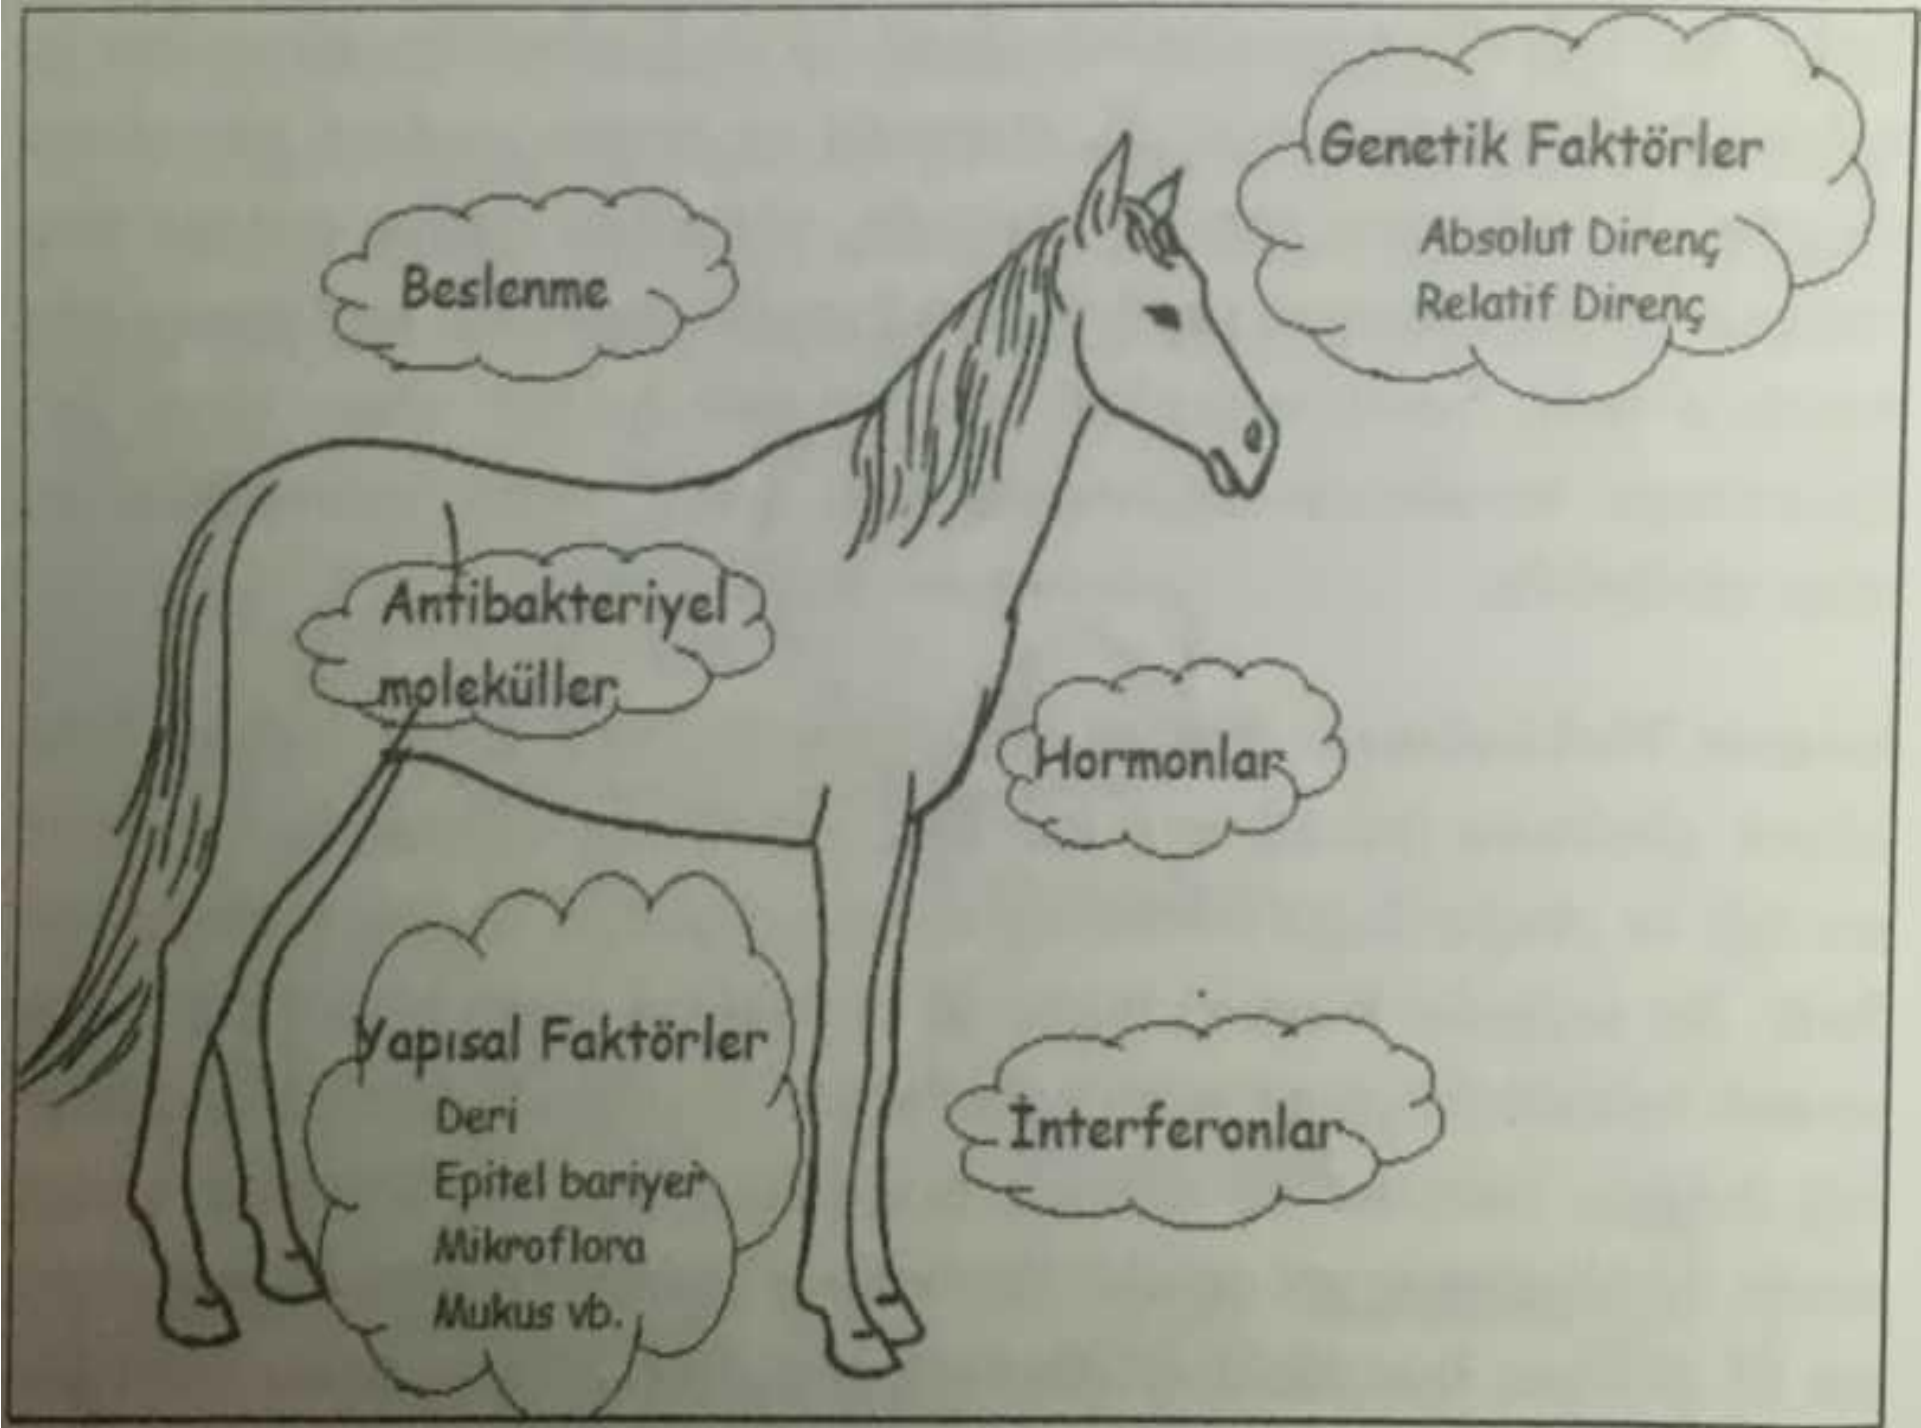 Genetik Faktörler
Absolut Direnç
Relatif Direnç
Beslenme
Antibakteriyel
moleküller
Hormonlar
Yapısal Faktörler
Deri
Epitel bariyer
Mikroflora
Mukus vb.
İnterferonlar